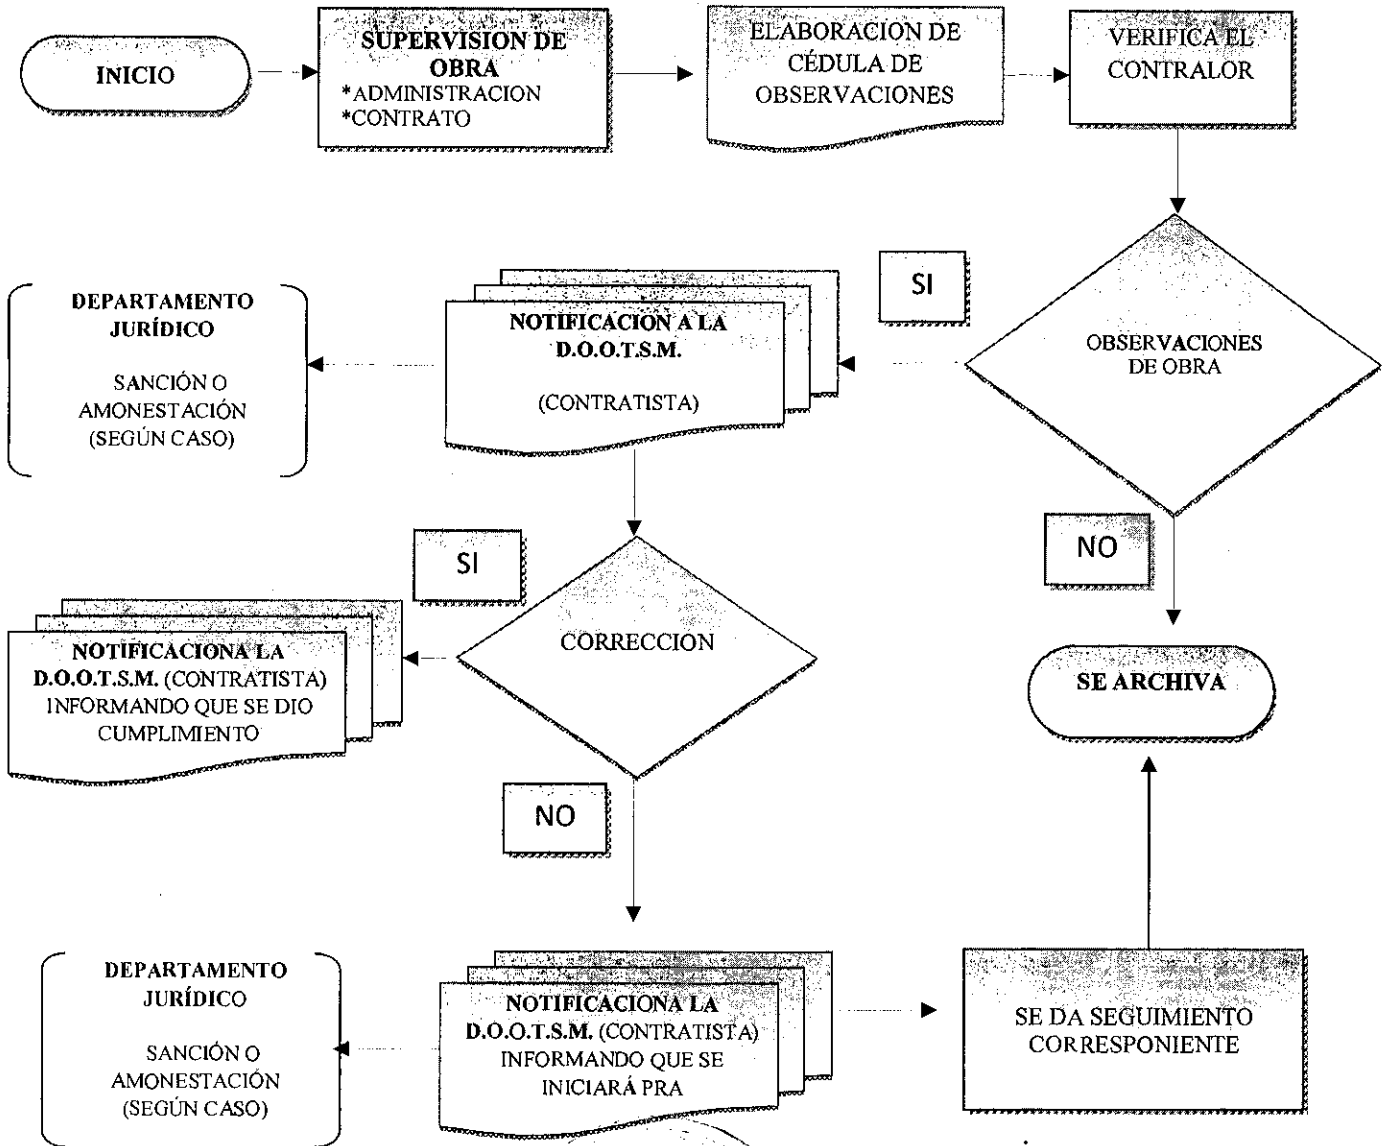 INICIO
SUPERVISION DE
OBRA
*ADMINISTRACION
*CONTRATO
ELABORACION DE
CÉDULA DE
OBSERVACIONES
VERIFICA EL
CONTRALOR
OBSERVACIONES
DE OBRA
SI
NOTIFICACION A LA
D.O.O.T.S.M.
(CONTRATISTA)
DEPARTAMENTO
JURÍDICO
SANCIÓN O
AMONESTACIÓN
(SEGÚN CASO)
NO
SE ARCHIVA
CORRECCION
SI
NOTIFICACIONA LA
D.O.O.T.S.M. (CONTRATISTA)
INFORMANDO QUE SE DIO
CUMPLIMIENTO
NO
NOTIFICACIONA LA
D.O.O.T.S.M. (CONTRATISTA)
INFORMANDO QUE SE
INICIARÁ PRA
DEPARTAMENTO
JURÍDICO
SANCIÓN O
AMONESTACIÓN
(SEGÚN CASO)
SE DA SEGUIMIENTO
CORRESPONIENTE